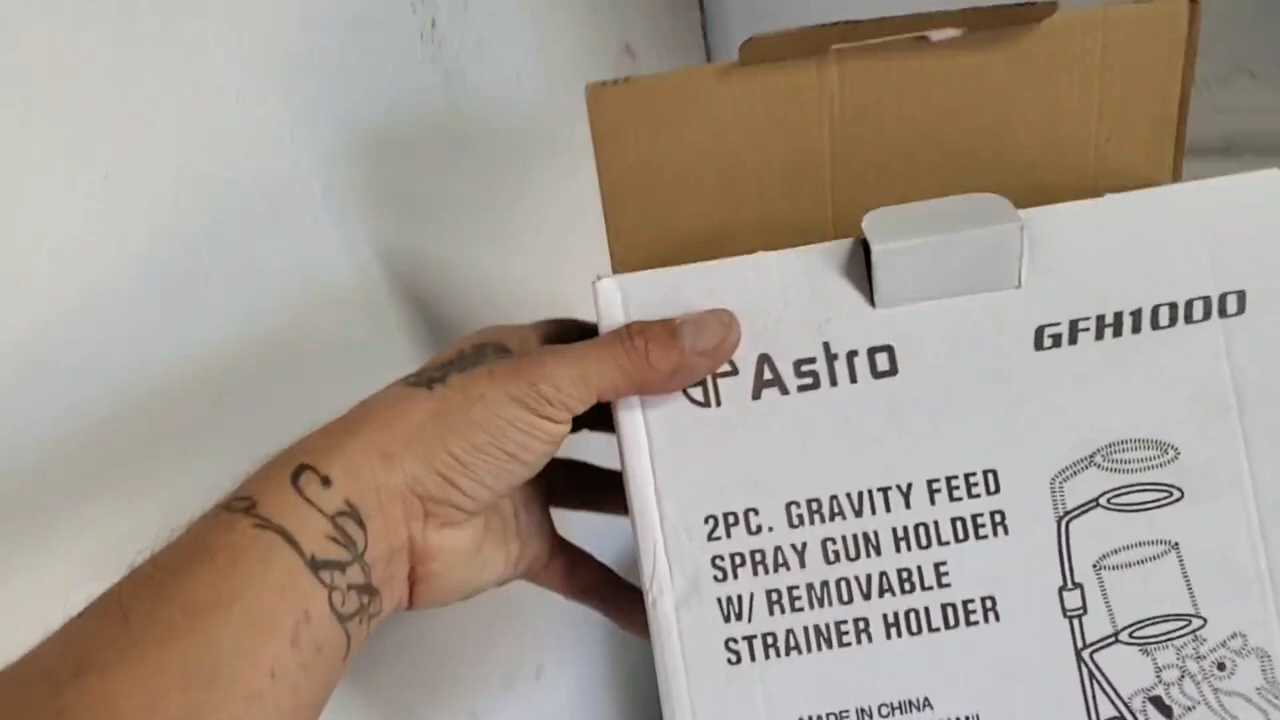 Astro
GFH1000
2PC. GRAVITY FEED
SPRAY GUN HOLDER
W/ REMOVABLE
STRAINER HOLDER
MADE IN CHINA